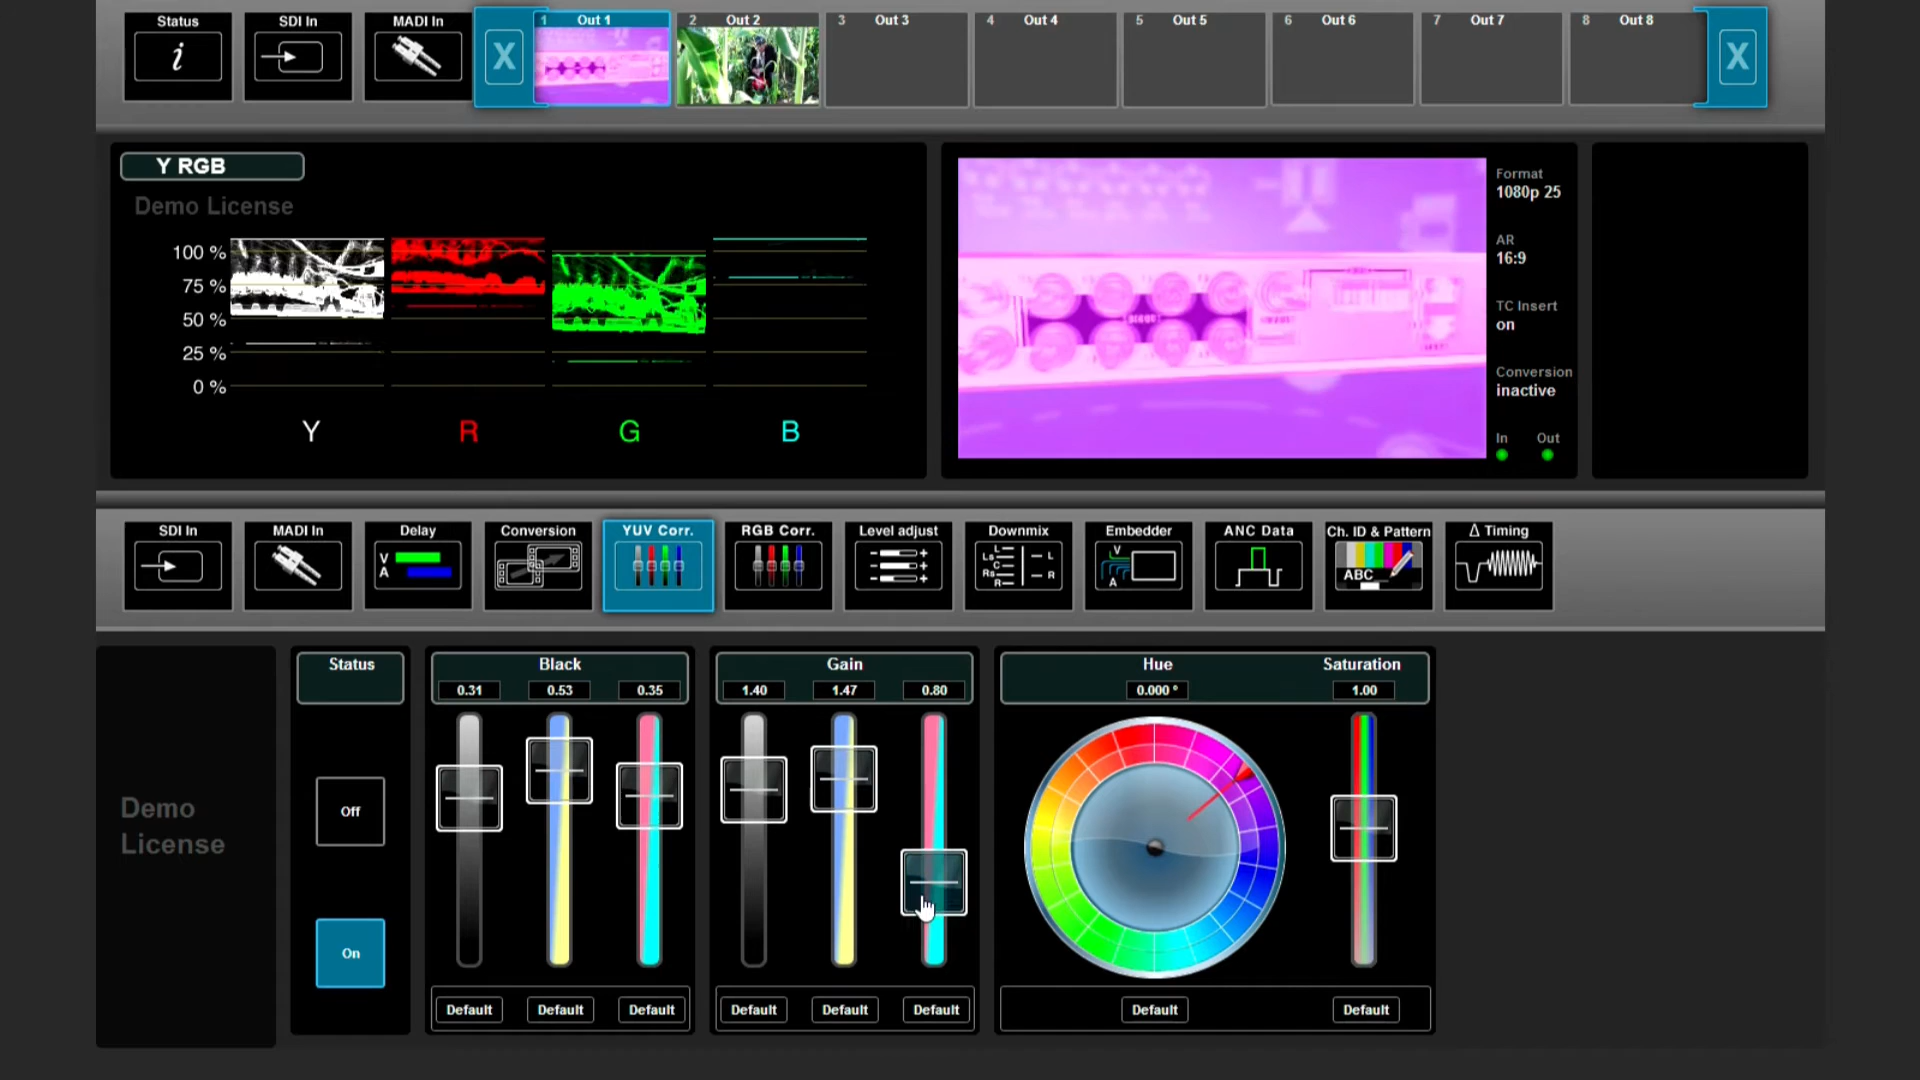 Status
SDI In
MADI In
X
1 Out 1
2 Out 2
3 Out 3
4 Out 4
5 Out 5
6 Out 6
7 Out 7
8 Out 8
X
Y RGB
Demo License
100 %
75 %
50 %
25 %
0 %
Y R G B
Format
1080p 25
AR
16:9
TC Insert
on
Conversion
inactive
In Out
SDI In
MADI In
Delay
V
A
Conversion
YUV Corr.
RGB Corr.
Level adjust
Downmix
L
Ls
C
Rs
R
L
R
Embedder
V
A
ANC Data
Ch. ID & Pattern
ABC
Δ Timing
Demo
License
Status
Off
On
Black
0.31 0.53 0.35
Default Default Default
Gain
1.40 1.47 0.80
Default Default Default
Hue Saturation
0.000 ° 1.00
Default Default